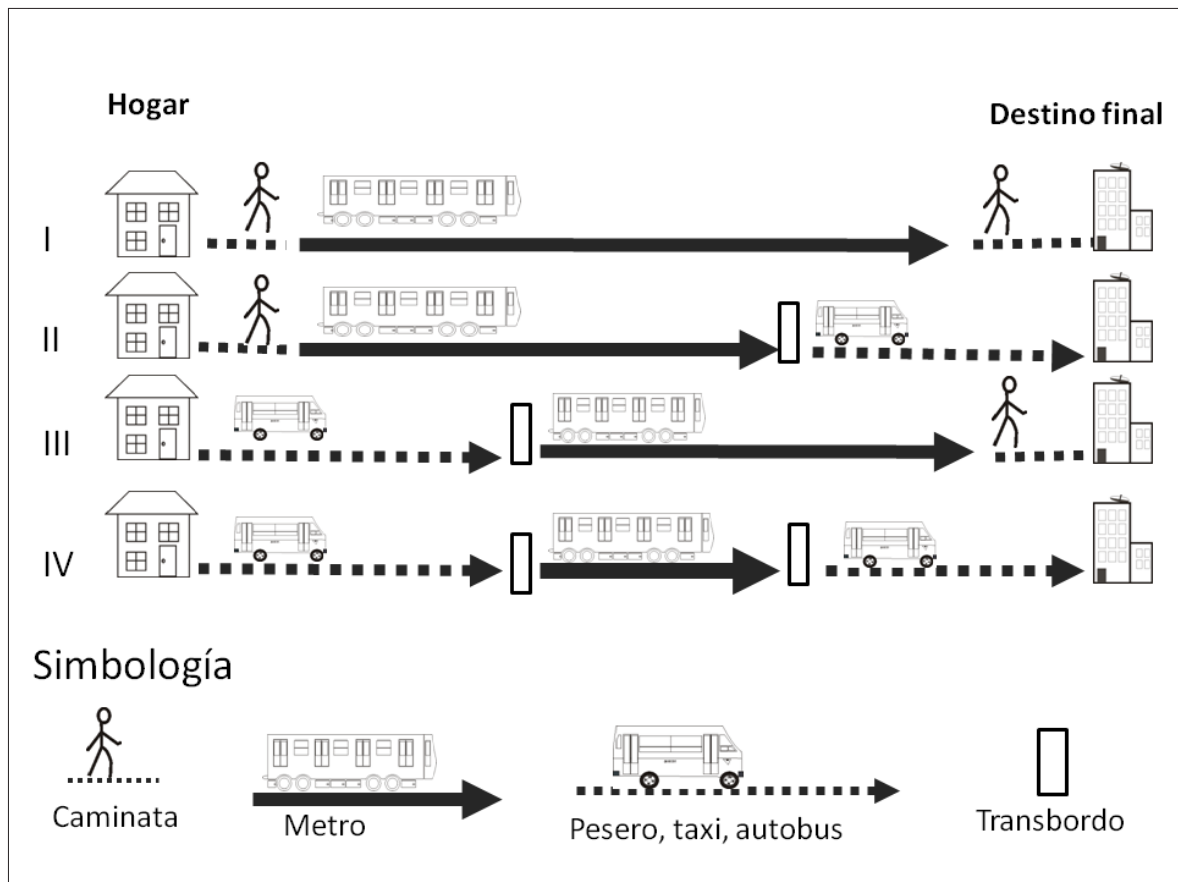 Hogar
Destino final
I
II
III
IV
Simbología
Caminata
Metro
Pesero, taxi, autobus
Transbordo